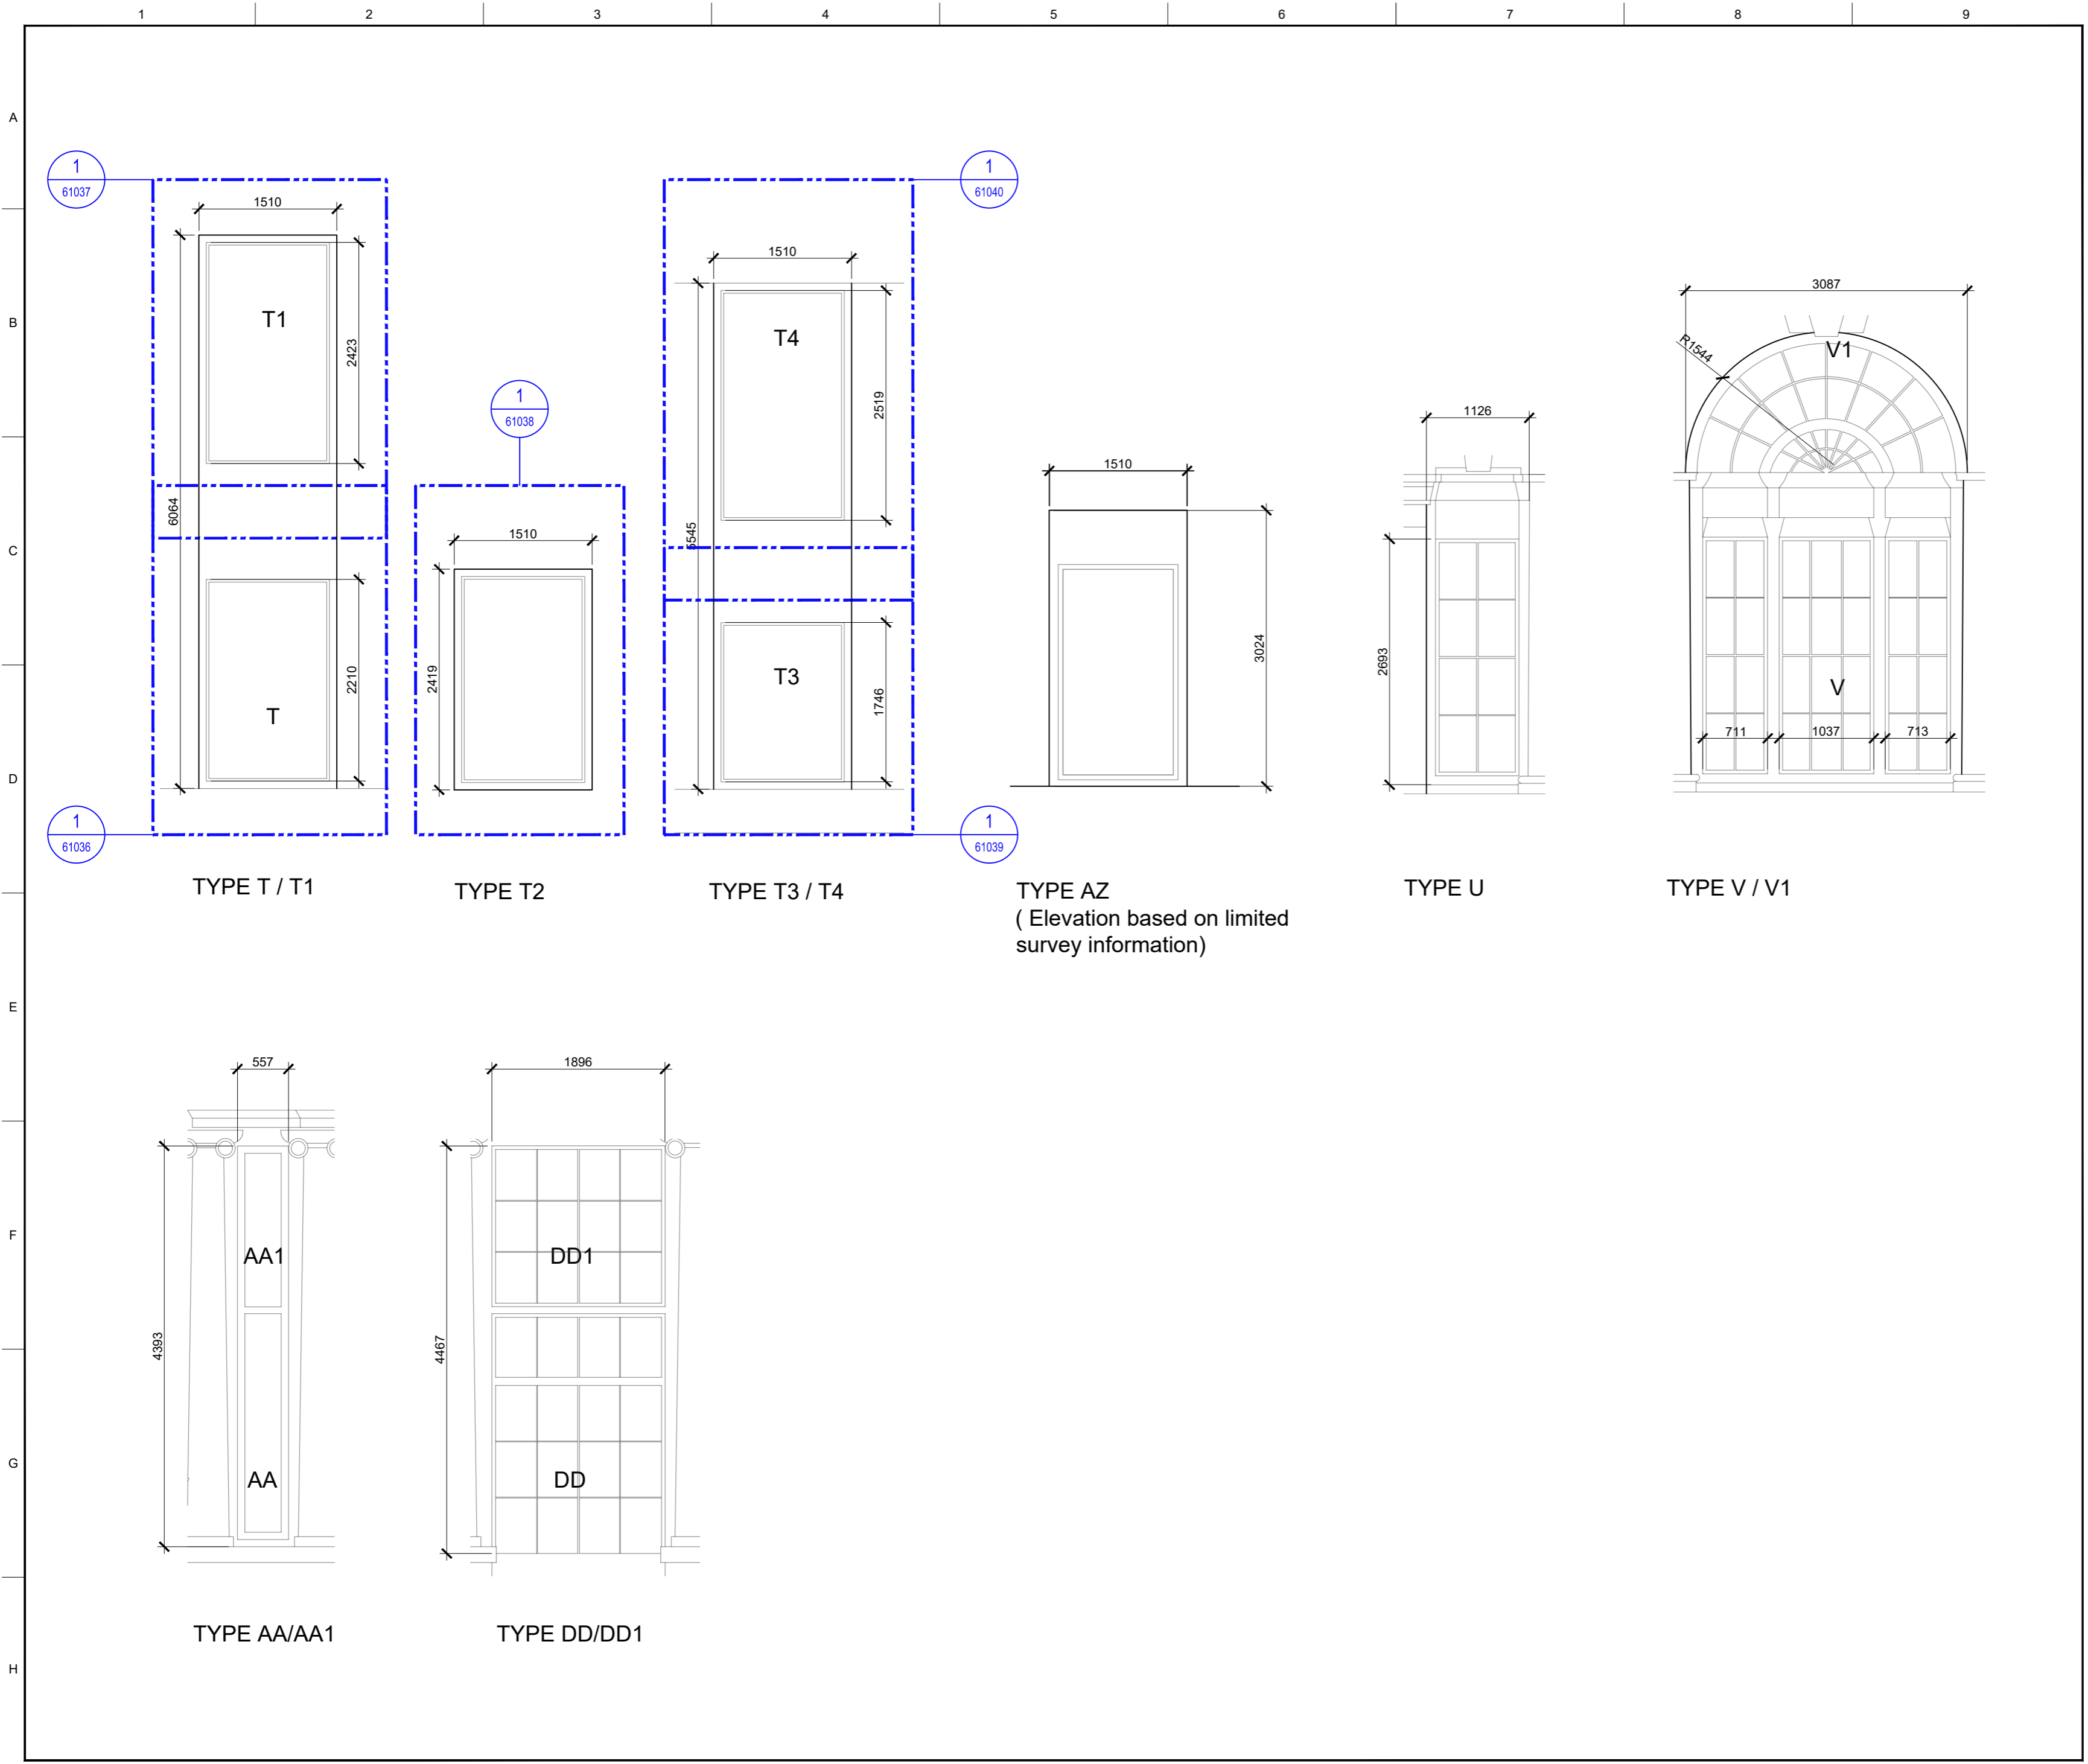 1 2 3 4 5 6 7 8 9
A
B
C
D
E
F
G
H
1
61037
1510
6064
T1
2423
T
2210
1
61036
TYPE T / T1
1
61038
1510
2419
TYPE T2
1
61040
1510
5545
T4
2519
T3
1746
1
61039
TYPE T3 / T4
1510
3024
TYPE AZ
( Elevation based on limited
survey information)
1126
2693
TYPE U
3087
R1544
V1
V
711 1037 713
TYPE V / V1
557
4393
AA1
AA
TYPE AA/AA1
1896
4467
DD1
DD
TYPE DD/DD1